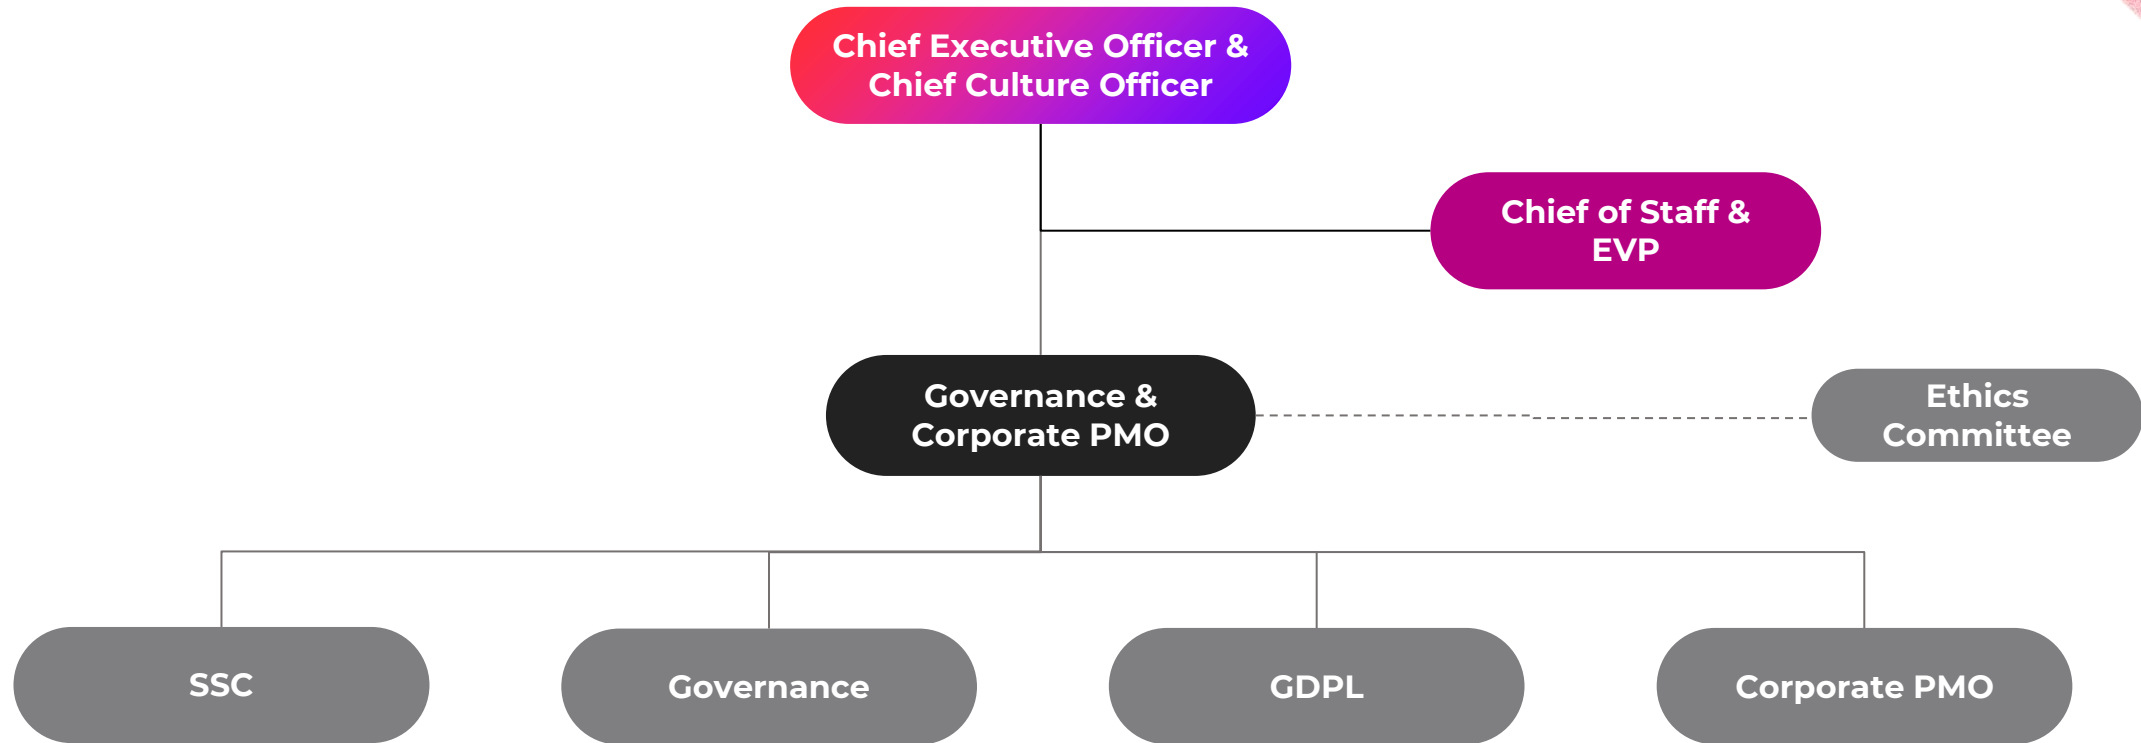 Chief Executive Officer &
Chief Culture Officer
Chief of Staff &
EVP
Governance &
Corporate PMO
Ethics
Committee
SSC
Governance
GDPL
Corporate PMO